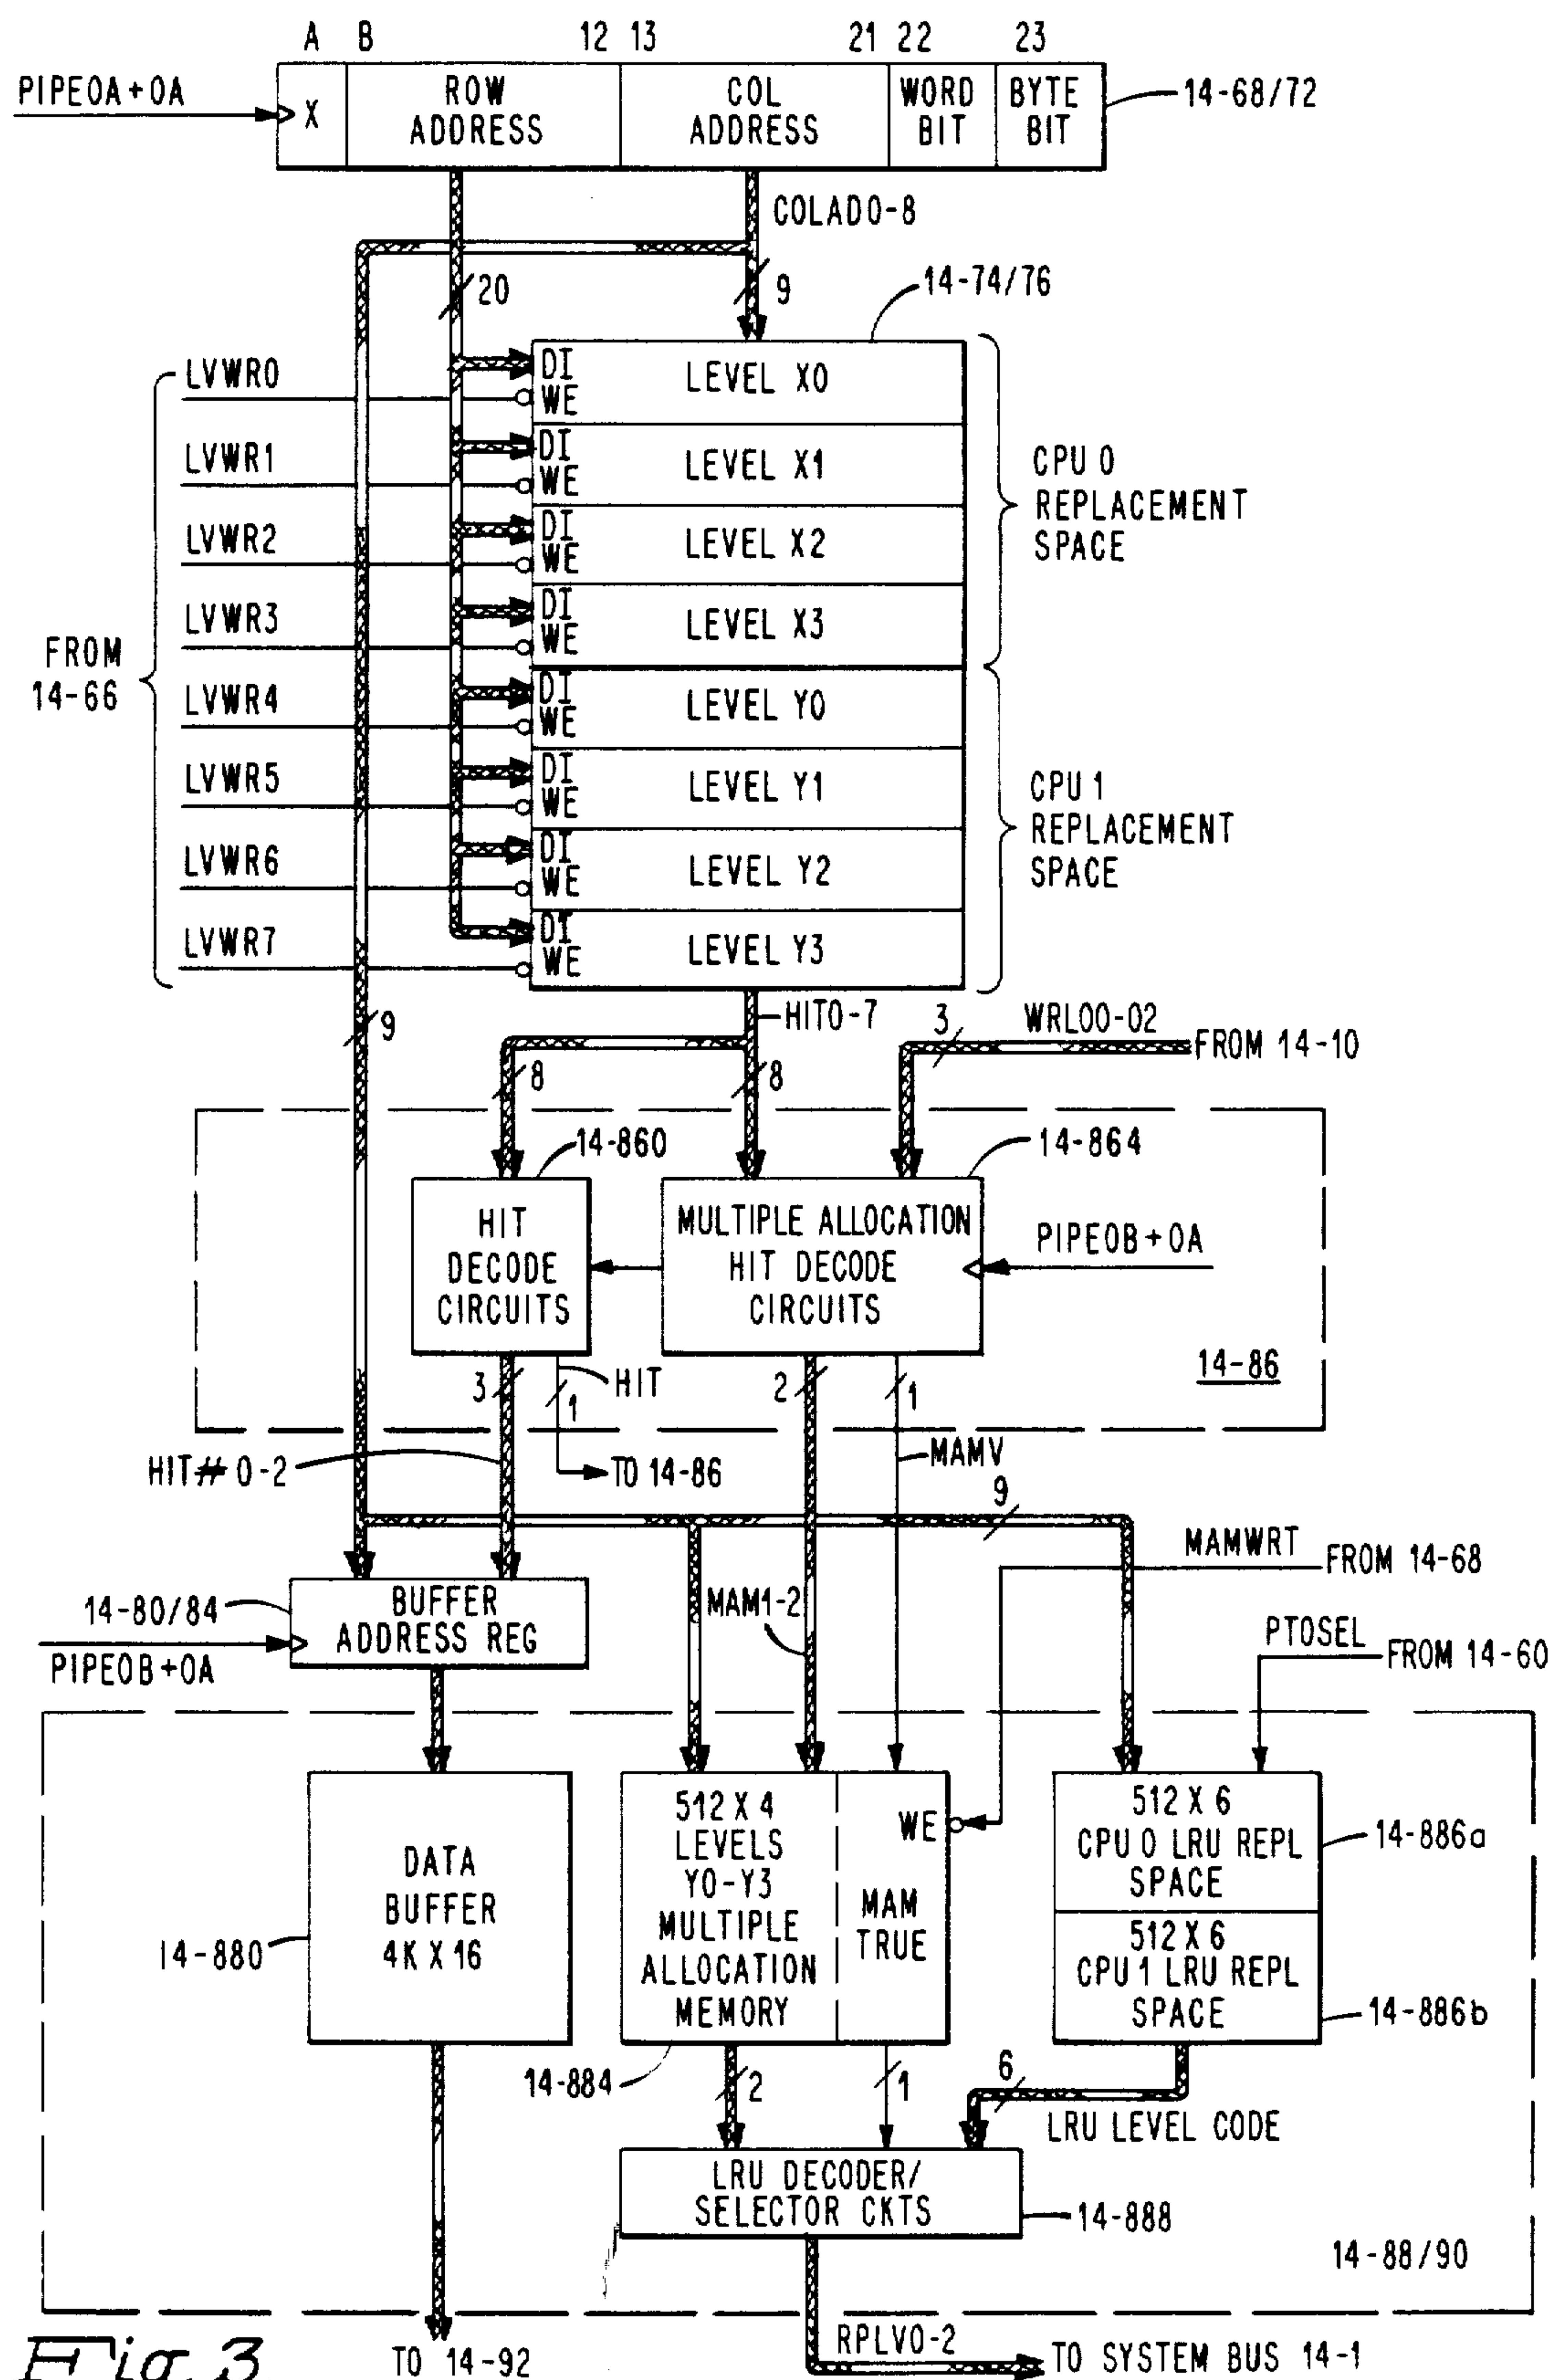 A B 12 13 21 22 23
PIPE0A+0A
X
ROW
ADDRESS
COL
ADDRESS
WORD
BIT
BYTE
BIT
14-68/72
COLAD0-8
20
9
14-74/76
LVWR0
DI
WE
LEVEL X0
LVWR1
DI
WE
LEVEL X1
LVWR2
DI
WE
LEVEL X2
LVWR3
DI
WE
LEVEL X3
CPU 0
REPLACEMENT
SPACE
FROM
14-66
LVWR4
DI
WE
LEVEL Y0
LVWR5
DI
WE
LEVEL Y1
LVWR6
DI
WE
LEVEL Y2
LVWR7
DI
WE
LEVEL Y3
CPU 1
REPLACEMENT
SPACE
9
HIT0-7
3
WRL00-02
FROM 14-10
8
8
14-860
14-864
HIT
DECODE
CIRCUITS
MULTIPLE ALLOCATION
HIT DECODE
CIRCUITS
PIPE0B+0A
3
HIT
1
2
1
14-86
HIT# 0-2
TO 14-86
MAMV
9
MAMWRT
FROM 14-68
14-80/84
BUFFER
ADDRESS REG
PIPE0B+0A
MAM1-2
PT0SEL
FROM 14-60
DATA
BUFFER
4K X 16
14-880
512 X 4
LEVELS
Y0-Y3
MULTIPLE
ALLOCATION
MEMORY
WE
MAM
TRUE
512 X 6
CPU 0 LRU REPL
SPACE
14-886a
512 X 6
CPU 1 LRU REPL
SPACE
14-886b
14-884
2
1
6
LRU LEVEL CODE
LRU DECODER/
SELECTOR CKTS
14-888
14-88/90
Fig. 3
TO 14-92
RPLV0-2
TO SYSTEM BUS 14-1